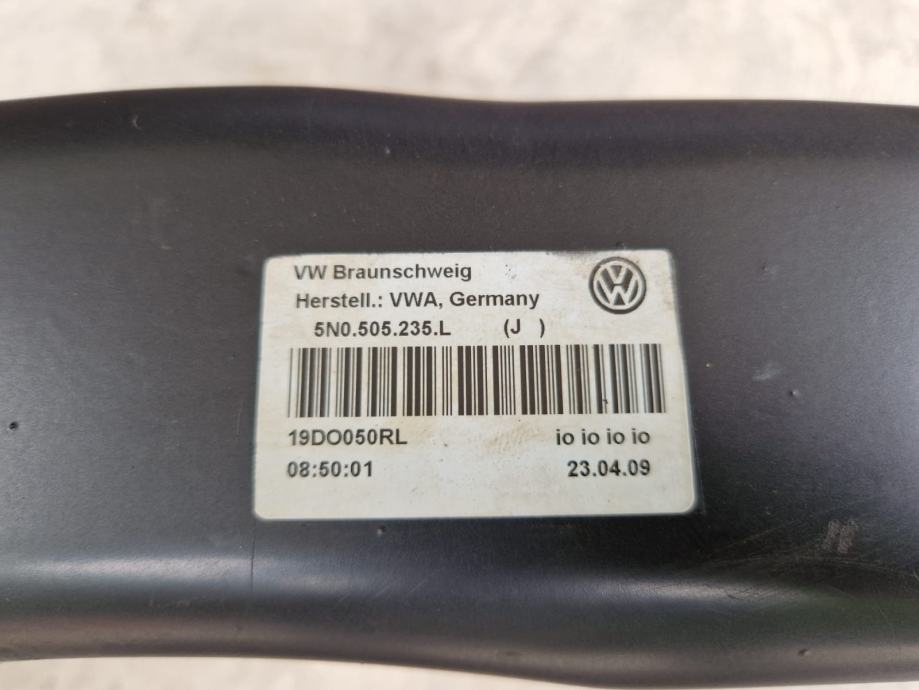 VW Braunschweig
Herstell.: VWA, Germany
5N0.505.235.L (J )
19DO050RL io io io io
08:50:01 23.04.09